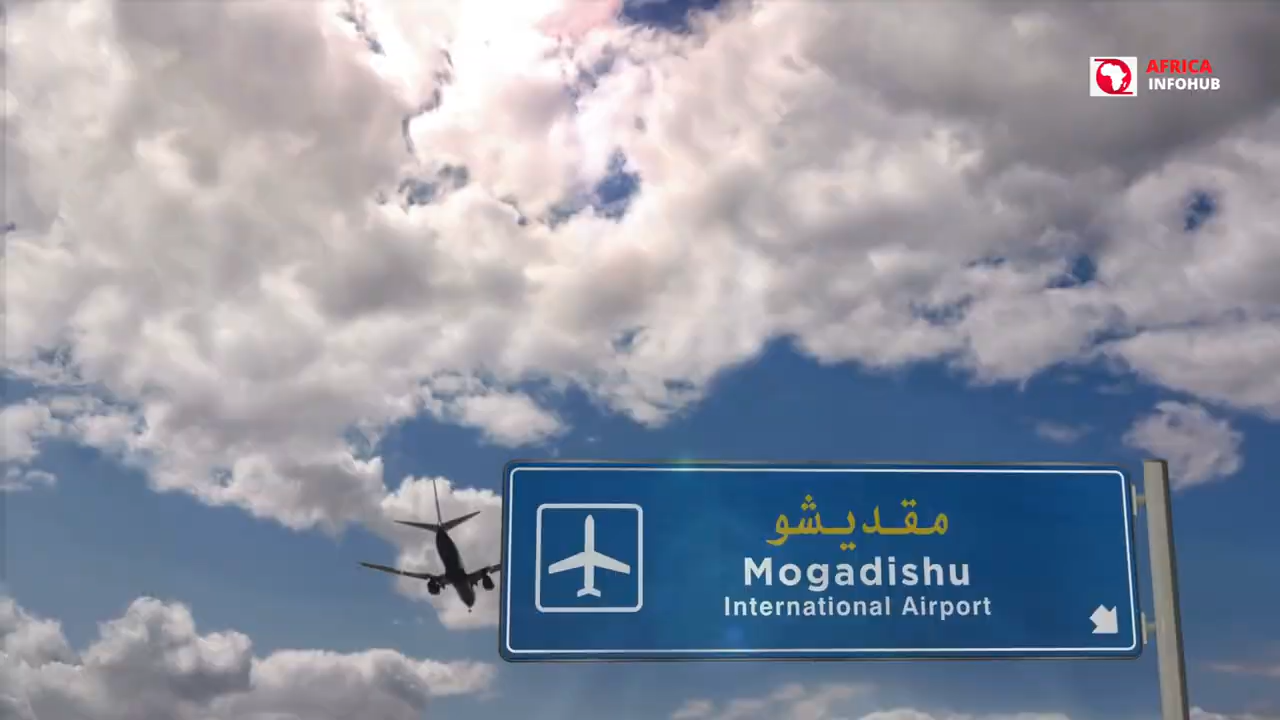 AFRICA
INFOHUB
مقديشو
Mogadishu
International Airport